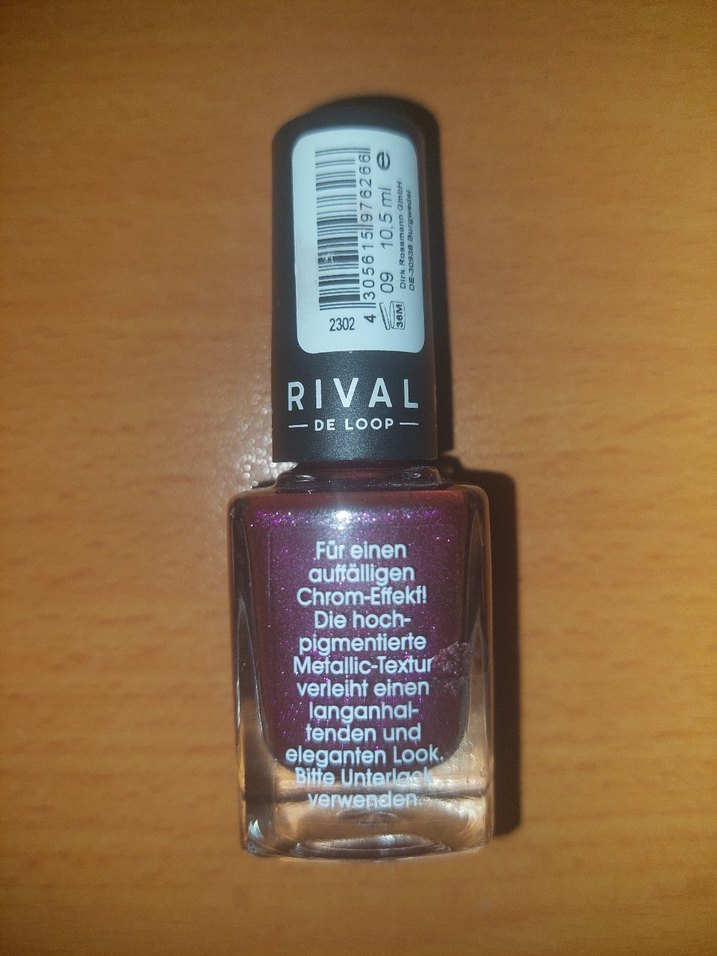 4 305615 976266
09 10,5 ml e
Dirk Rossmann GmbH
DE-30938 Burgwedel
36M
2302
RIVAL
DE LOOP
Für einen
auffälligen
Chrom-Effekt!
Die hoch-
pigmentierte
Metallic-Textur
verleiht einen
langanhal-
tenden und
eleganten Look.
Bitte Unterlack
verwenden.